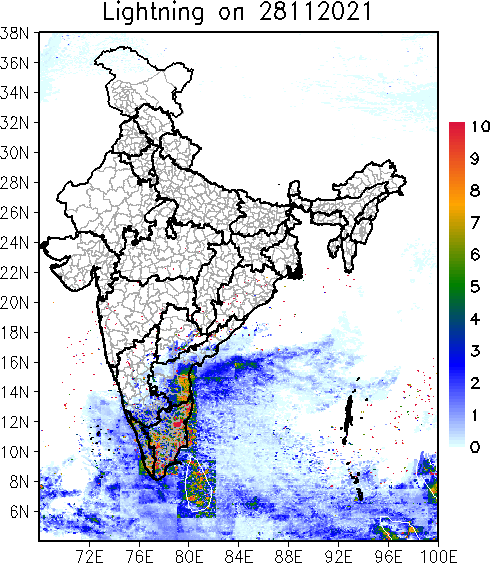 Lightning on 28112021
38N
36N
34N
32N
30N
28N
26N
24N
22N
20N
18N
16N
14N
12N
10N
8N
6N
72E 76E 80E 84E 88E 92E 96E 100E
10
9
8
7
6
5
4
3
2
1
0